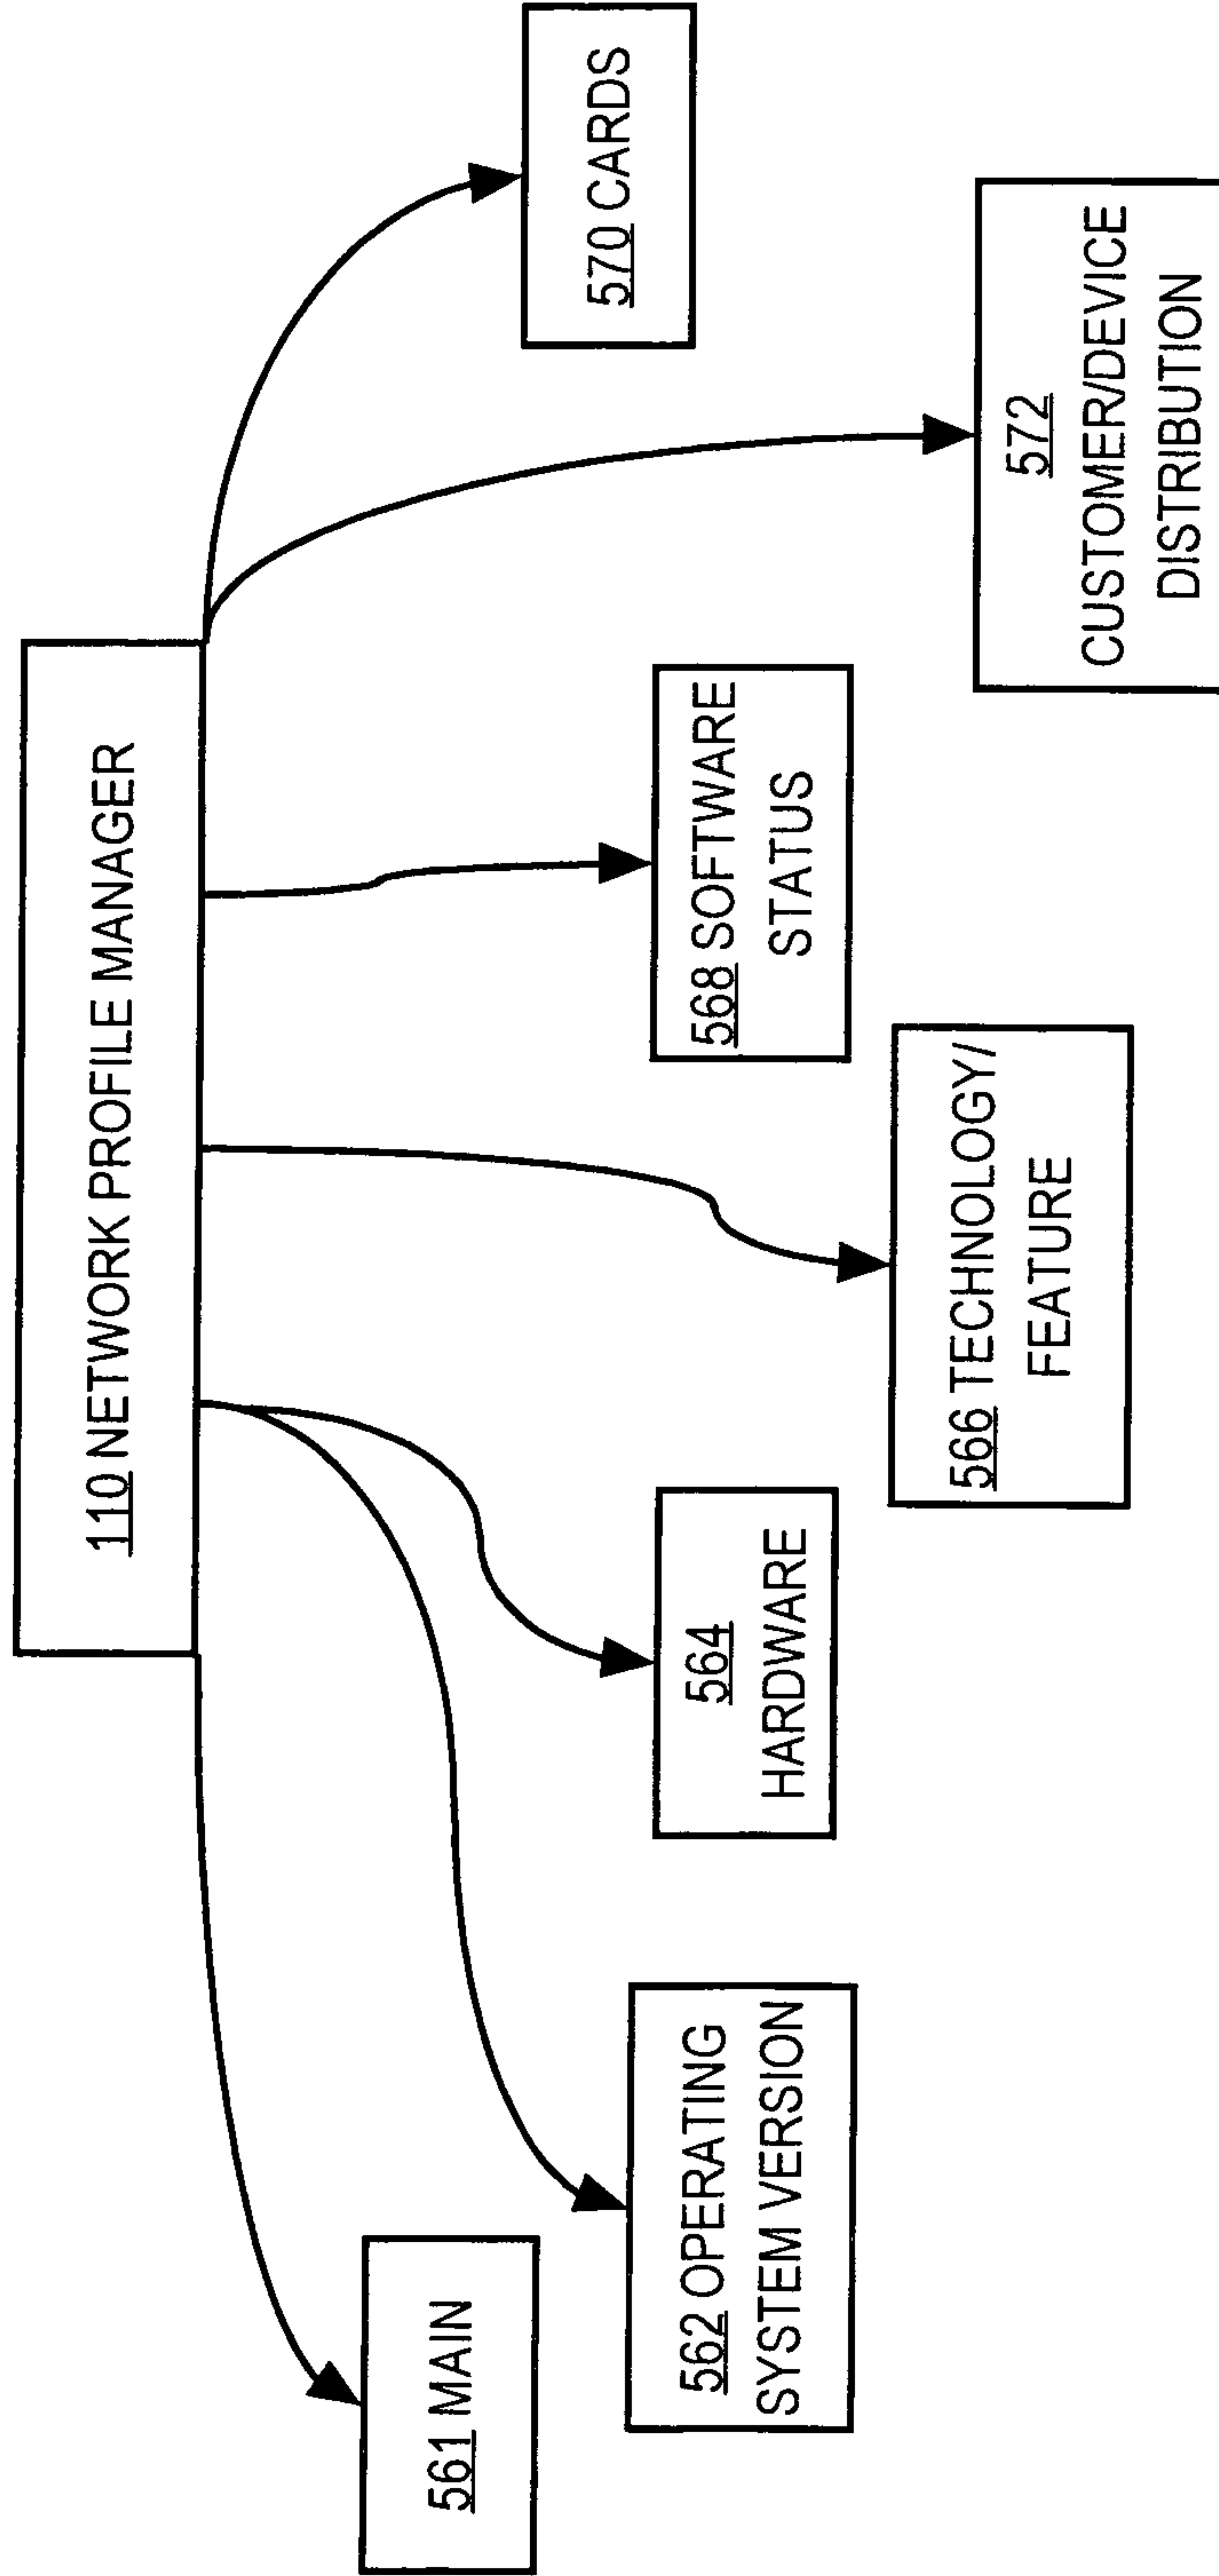 110 NETWORK PROFILE MANAGER
561 MAIN
562 OPERATING
SYSTEM VERSION
564
HARDWARE
566 TECHNOLOGY/
FEATURE
568 SOFTWARE
STATUS
570 CARDS
572
CUSTOMER/DEVICE
DISTRIBUTION